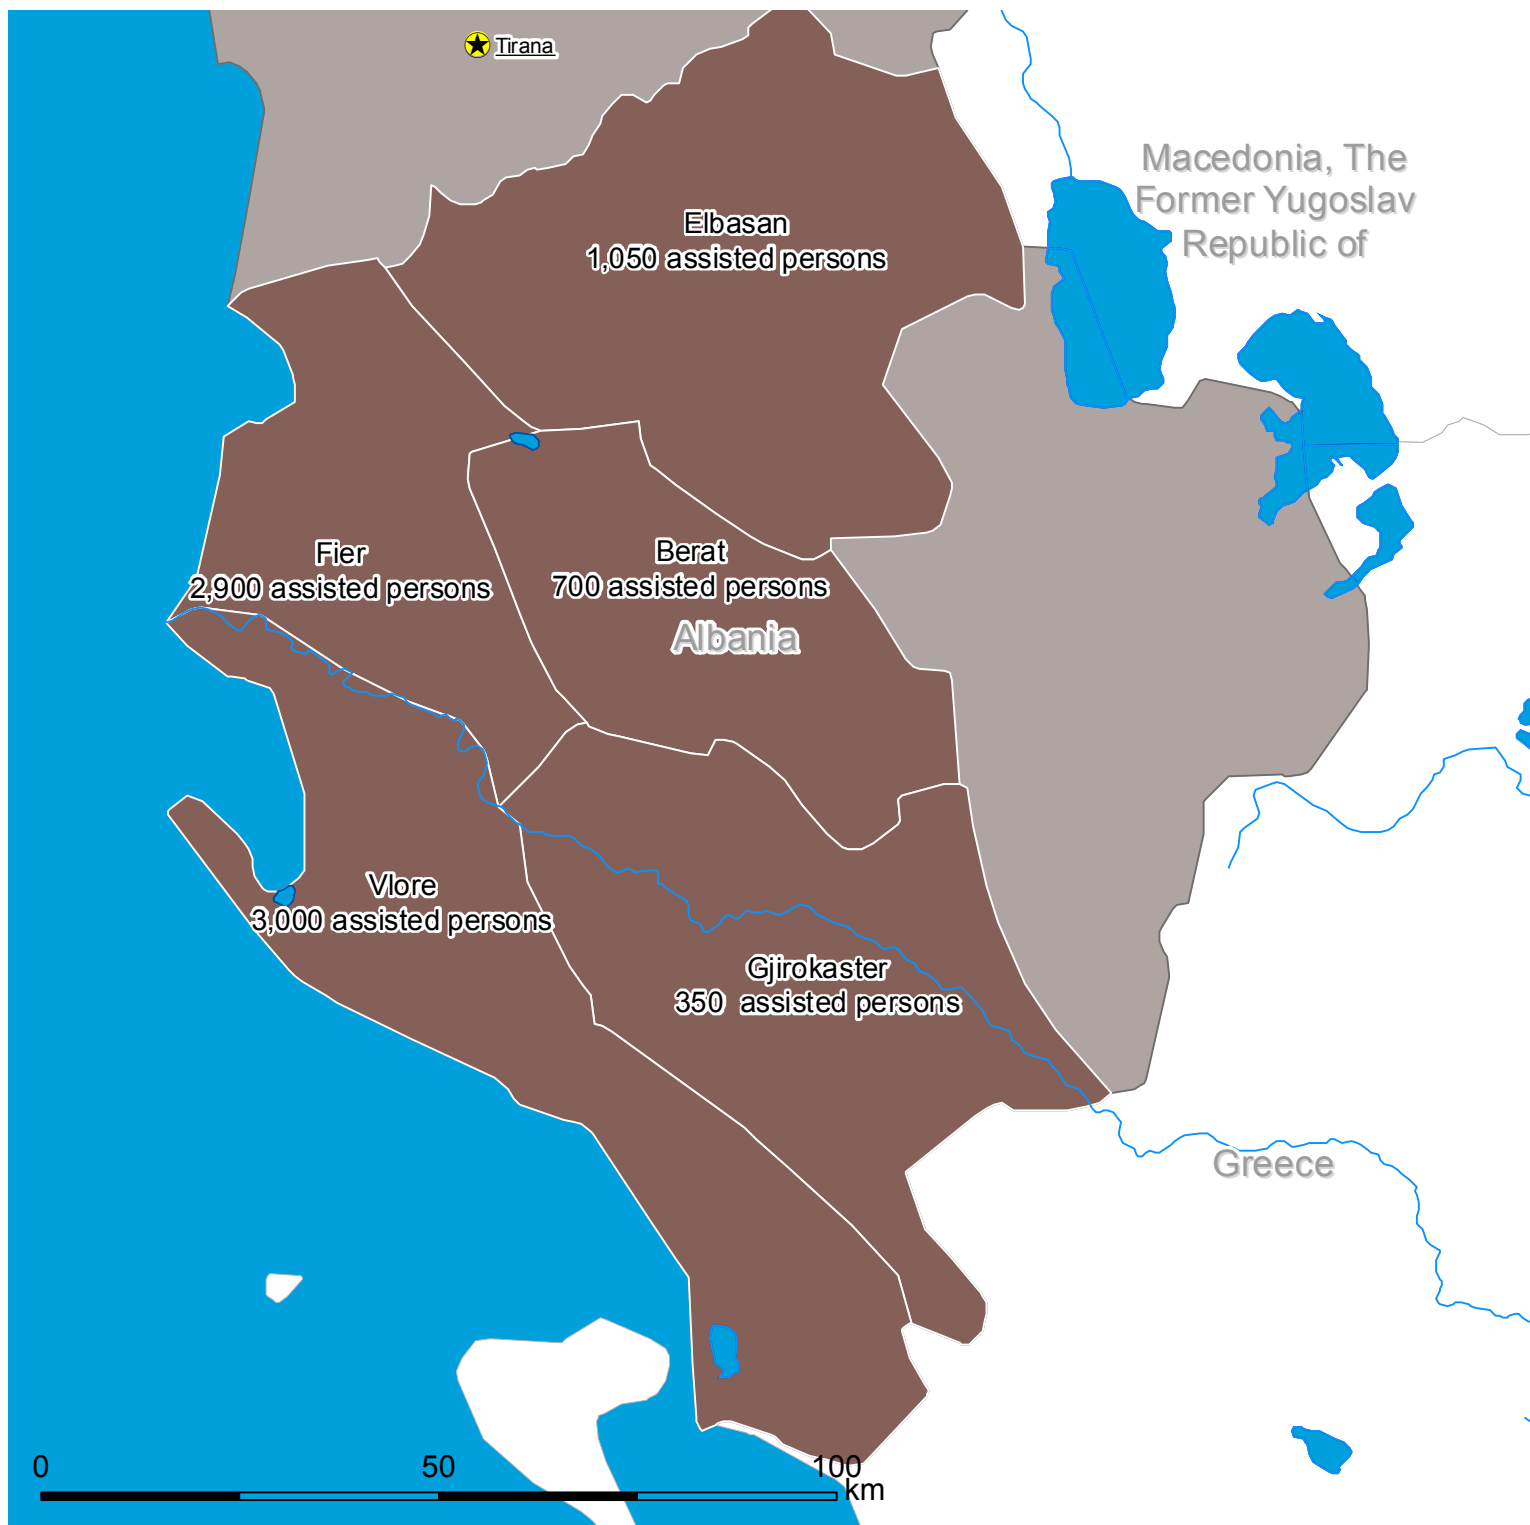 Tirana
Macedonia, The
Former Yugoslav
Republic of
Elbasan
1,050 assisted persons
Fier
2,900 assisted persons
Berat
700 assisted persons
Albania
Vlore
3,000 assisted persons
Gjirokaster
350 assisted persons
Greece
0 50 100
km